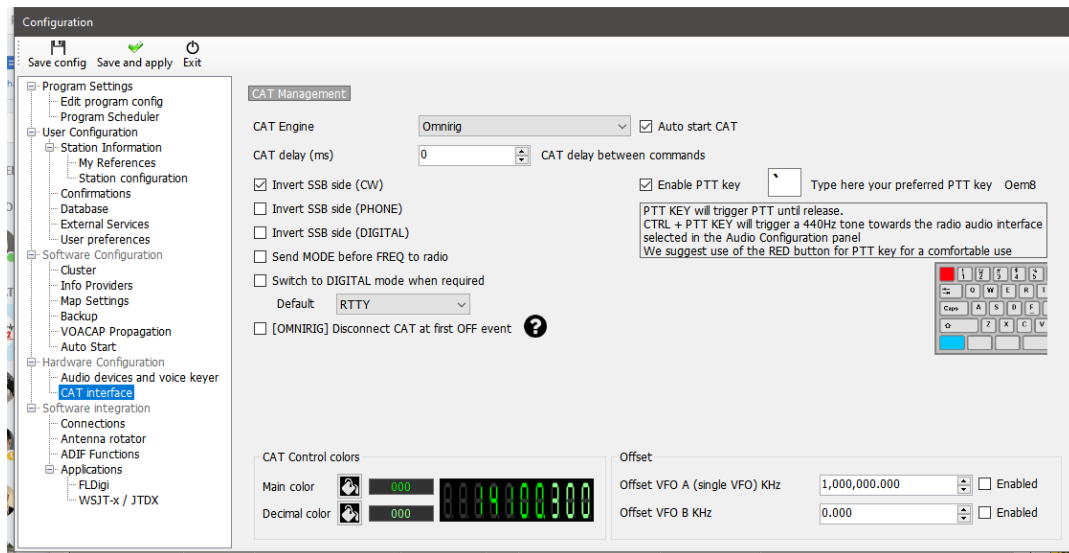 Configuration
Save config Save and apply Exit
Program Settings
Edit program config
Program Scheduler
User Configuration
Station Information
My References
Station configuration
Confirmations
Database
External Services
User preferences
Software Configuration
Cluster
Info Providers
Map Settings
Backup
VOACAP Propagation
Auto Start
Hardware Configuration
Audio devices and voice keyer
CAT interface
Software integration
Connections
Antenna rotator
ADIF Functions
Applications
FLDigi
WSJT-x / JTDX
CAT Management
CAT Engine Omnirig Auto start CAT
CAT delay (ms) 0 CAT delay between commands
Invert SSB side (CW) Enable PTT key ` Type here your preferred PTT key Oem8
Invert SSB side (PHONE)
Invert SSB side (DIGITAL)
Send MODE before FREQ to radio
Switch to DIGITAL mode when required
Default RTTY
[OMNIRIG] Disconnect CAT at first OFF event ?
PTT KEY will trigger PTT until release.
CTRL + PTT KEY will trigger a 440Hz tone towards the radio audio interface
selected in the Audio Configuration panel
We suggest use of the RED button for PTT key for a comfortable use
Q W E R T
Caps A S D F
Z X C V
CAT Control colors
Main color 000
Decimal color 000
14100.300
Offset
Offset VFO A (single VFO) KHz 1,000,000.000 Enabled
Offset VFO B KHz 0.000 Enabled